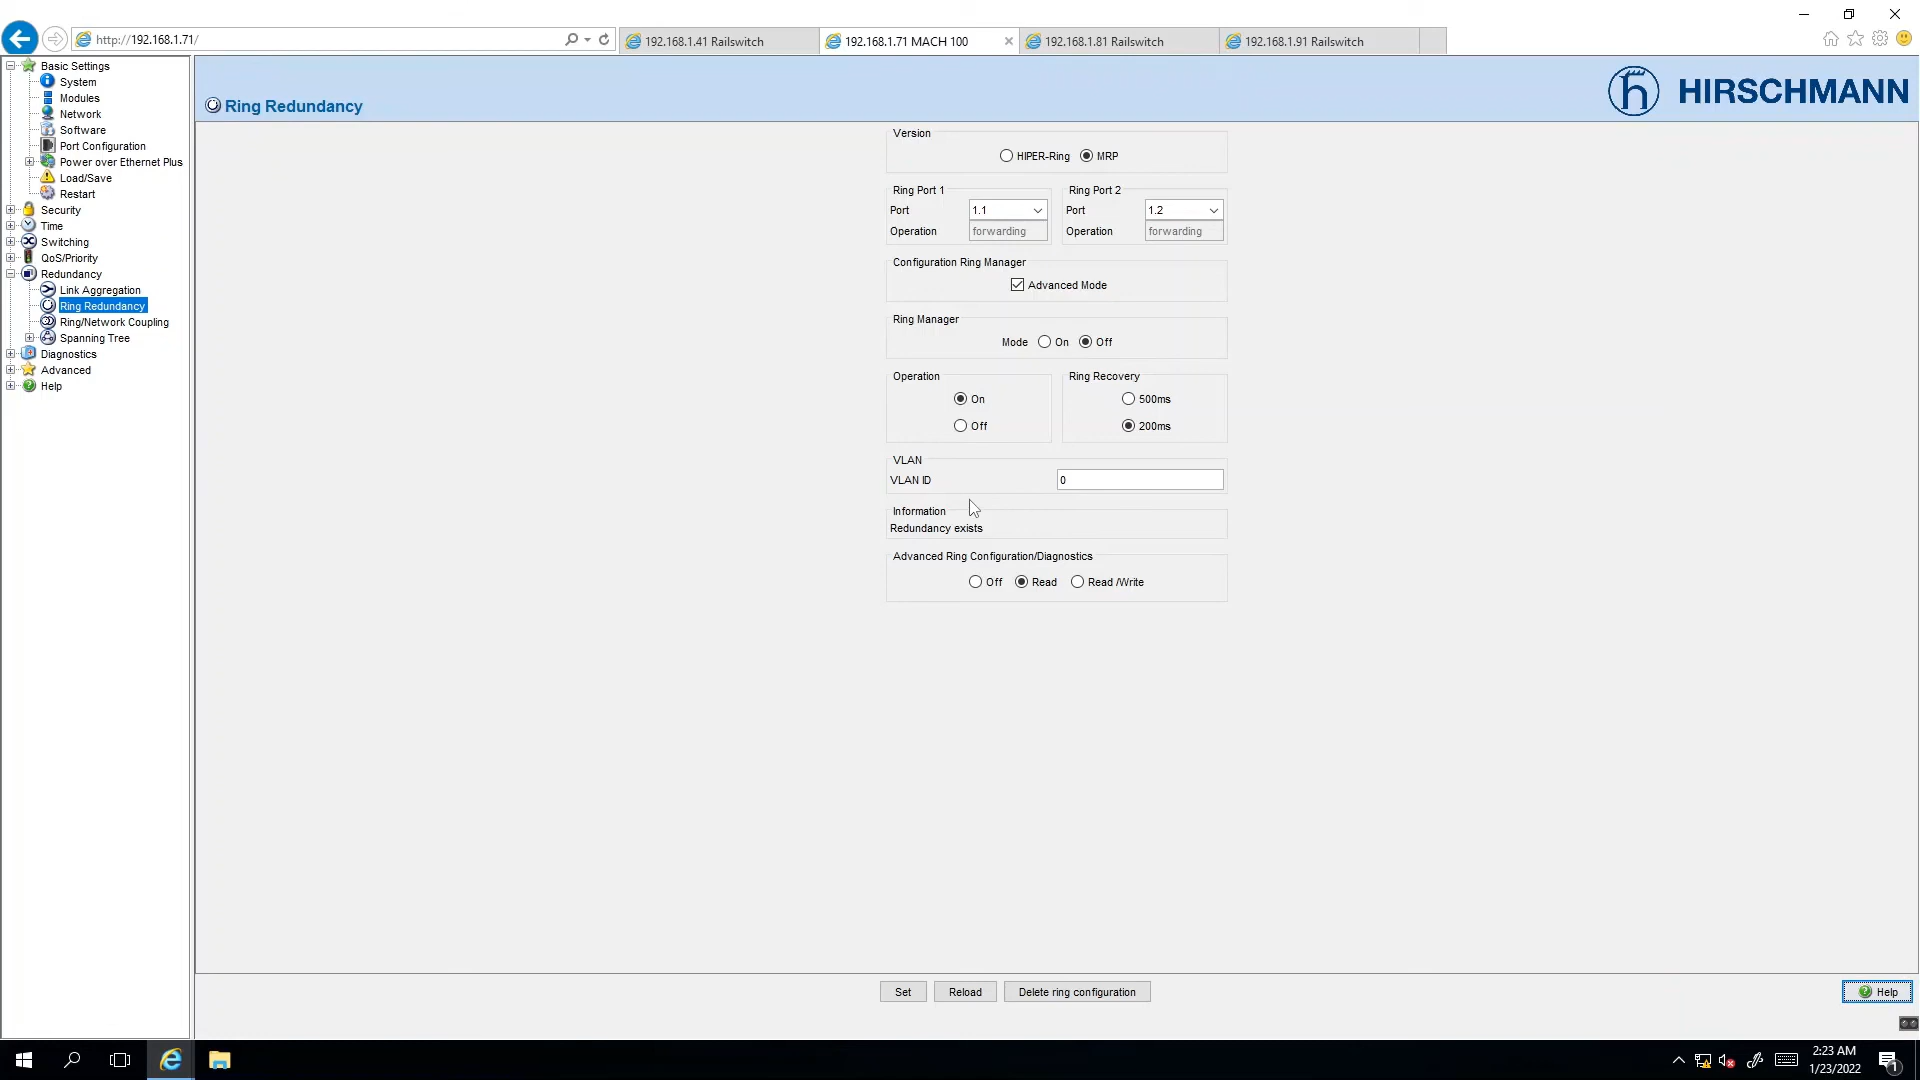 http://192.168.1.71/
192.168.1.41 Railswitch
192.168.1.71 MACH 100
192.168.1.81 Railswitch
192.168.1.91 Railswitch
Basic Settings
System
Modules
Network
Software
Port Configuration
Power over Ethernet Plus
Load/Save
Restart
Security
Time
Switching
QoS/Priority
Redundancy
Link Aggregation
Ring Redundancy
Ring/Network Coupling
Spanning Tree
Diagnostics
Advanced
Help
Ring Redundancy
HIRSCHMANN
Version
HIPER-Ring MRP
Ring Port 1 Ring Port 2
Port 1.1 Port 1.2
Operation forwarding Operation forwarding
Configuration Ring Manager
Advanced Mode
Ring Manager
Mode On Off
Operation Ring Recovery
On 500ms
Off 200ms
VLAN
VLAN ID 0
Information
Redundancy exists
Advanced Ring Configuration/Diagnostics
Off Read Read /Write
Set Reload Delete ring configuration Help
2:23 AM
1/23/2022
1